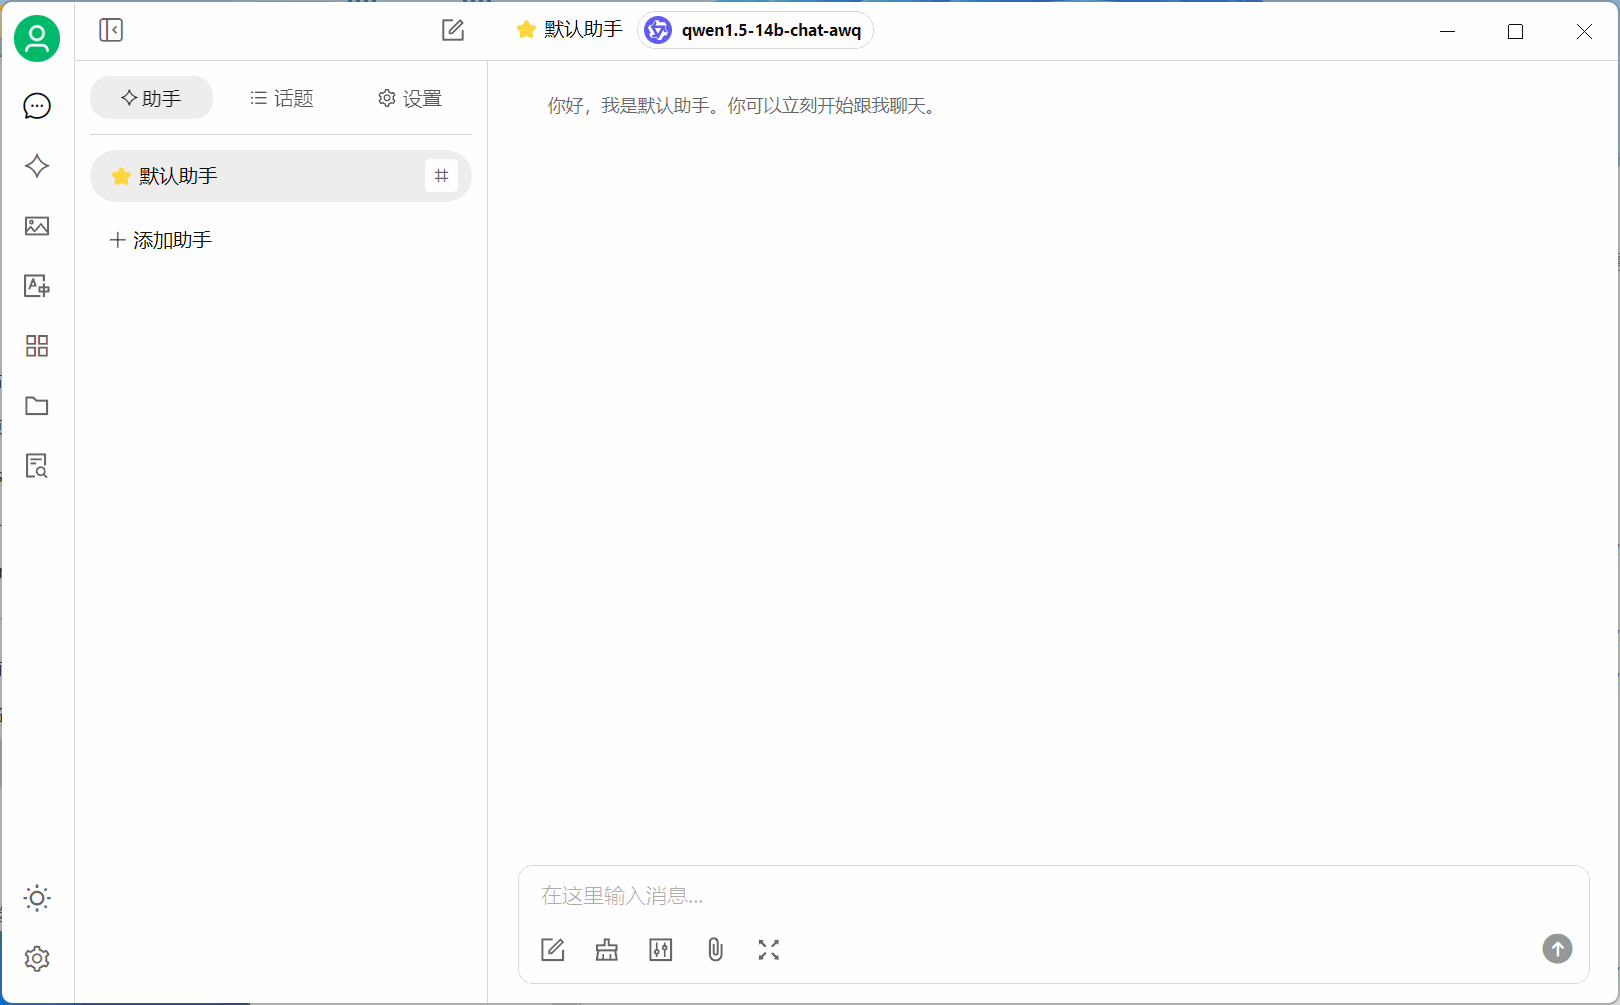 默认助手 qwen1.5-14b-chat-awq
助手 话题 设置
默认助手
添加助手
你好，我是默认助手。你可以立刻开始跟我聊天。
在这里输入消息...